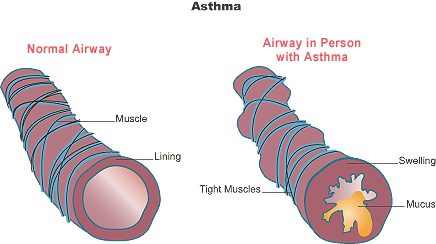 Asthma
Normal Airway
Muscle
Lining
Airway in Person
with Asthma
Swelling
Tight Muscles
Mucus